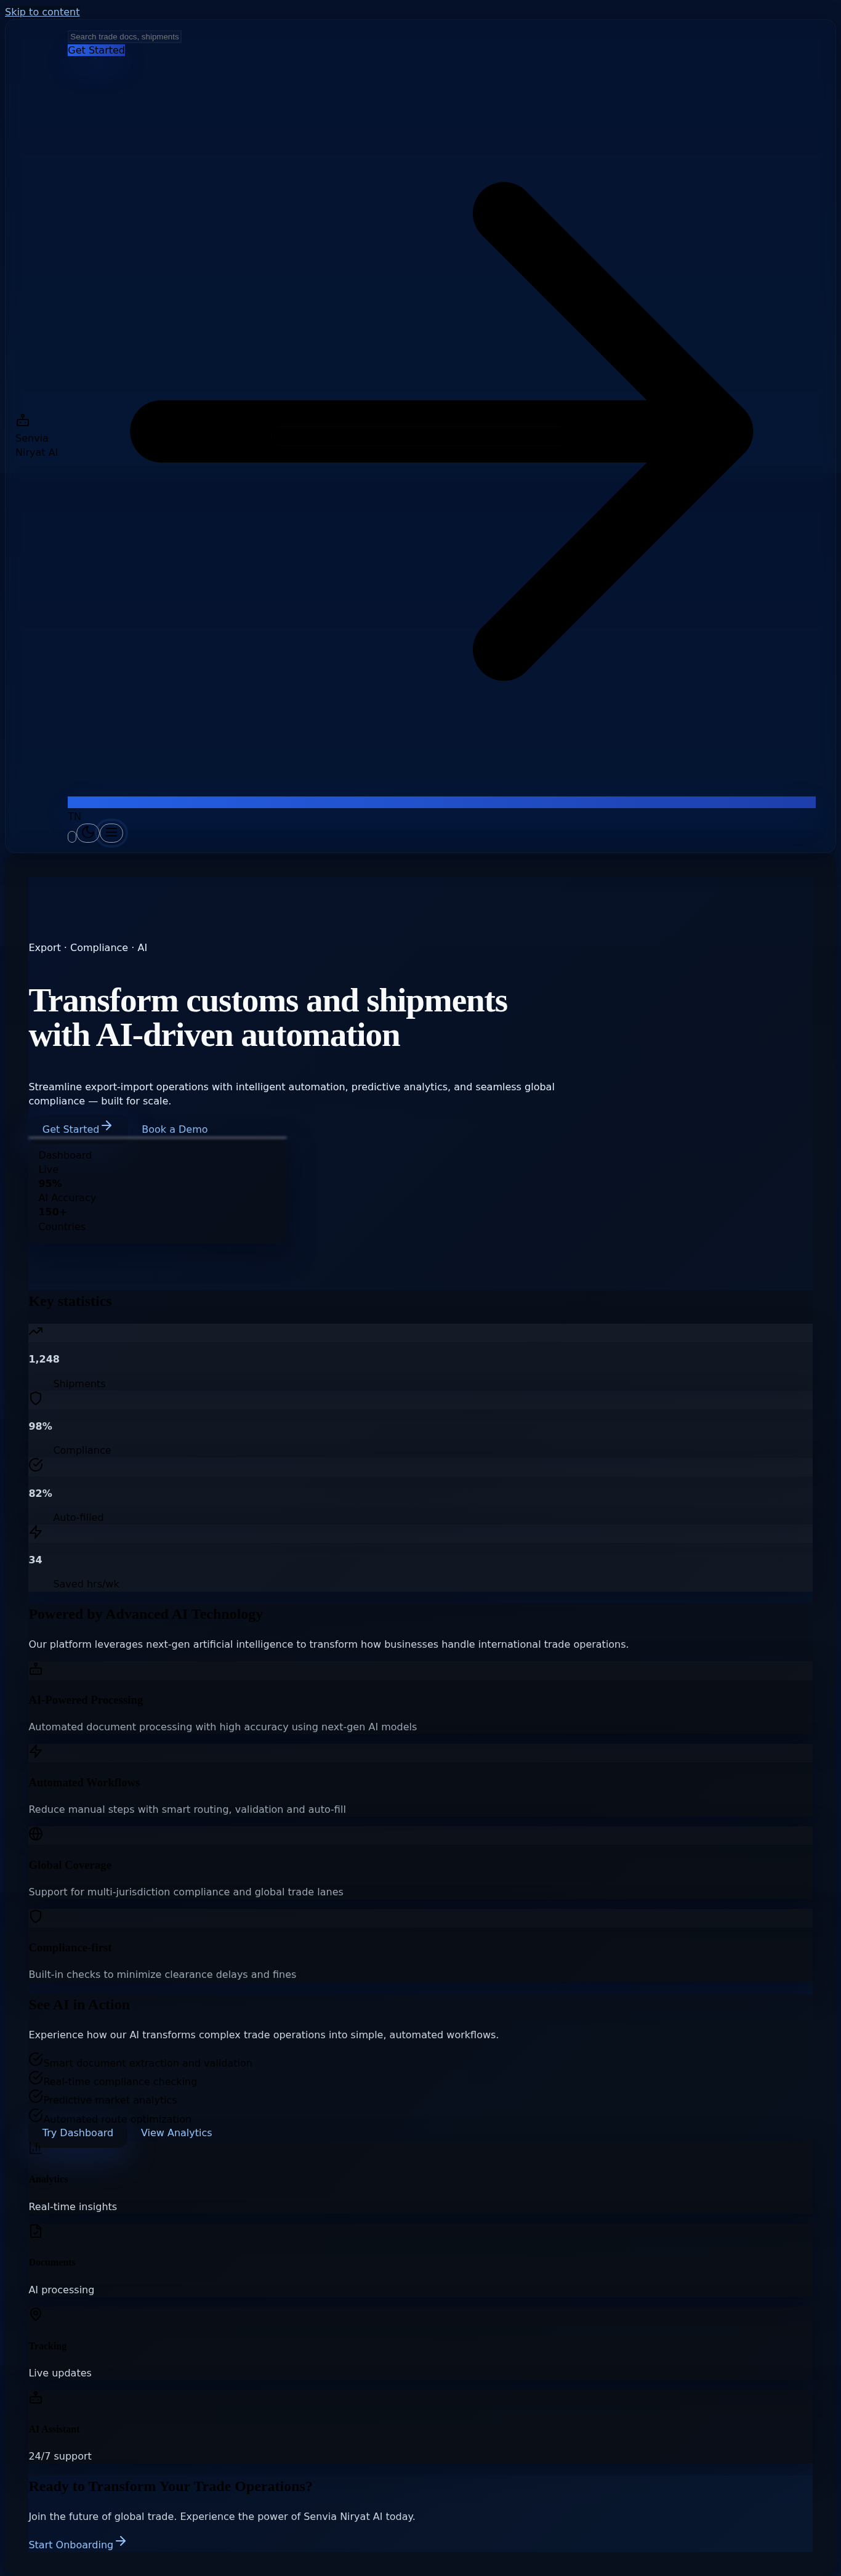 Skip to content
Search trade docs, shipments
Get Started
Senvia
Niryat AI
TN
Export · Compliance · AI
Transform customs and shipments
with AI-driven automation
Streamline export-import operations with intelligent automation, predictive analytics, and seamless global
compliance — built for scale.
Get Started
Book a Demo
Dashboard
Live
95%
AI Accuracy
150+
Countries
Key statistics
1,248
Shipments
98%
Compliance
82%
Auto-filled
34
Saved hrs/wk
Powered by Advanced AI Technology
Our platform leverages next-gen artificial intelligence to transform how businesses handle international trade operations.
AI-Powered Processing
Automated document processing with high accuracy using next-gen AI models
Automated Workflows
Reduce manual steps with smart routing, validation and auto-fill
Global Coverage
Support for multi-jurisdiction compliance and global trade lanes
Compliance-first
Built-in checks to minimize clearance delays and fines
See AI in Action
Experience how our AI transforms complex trade operations into simple, automated workflows.
Smart document extraction and validation
Real-time compliance checking
Predictive market analytics
Automated route optimization
Try Dashboard
View Analytics
Analytics
Real-time insights
Documents
AI processing
Tracking
Live updates
AI Assistant
24/7 support
Ready to Transform Your Trade Operations?
Join the future of global trade. Experience the power of Senvia Niryat AI today.
Start Onboarding